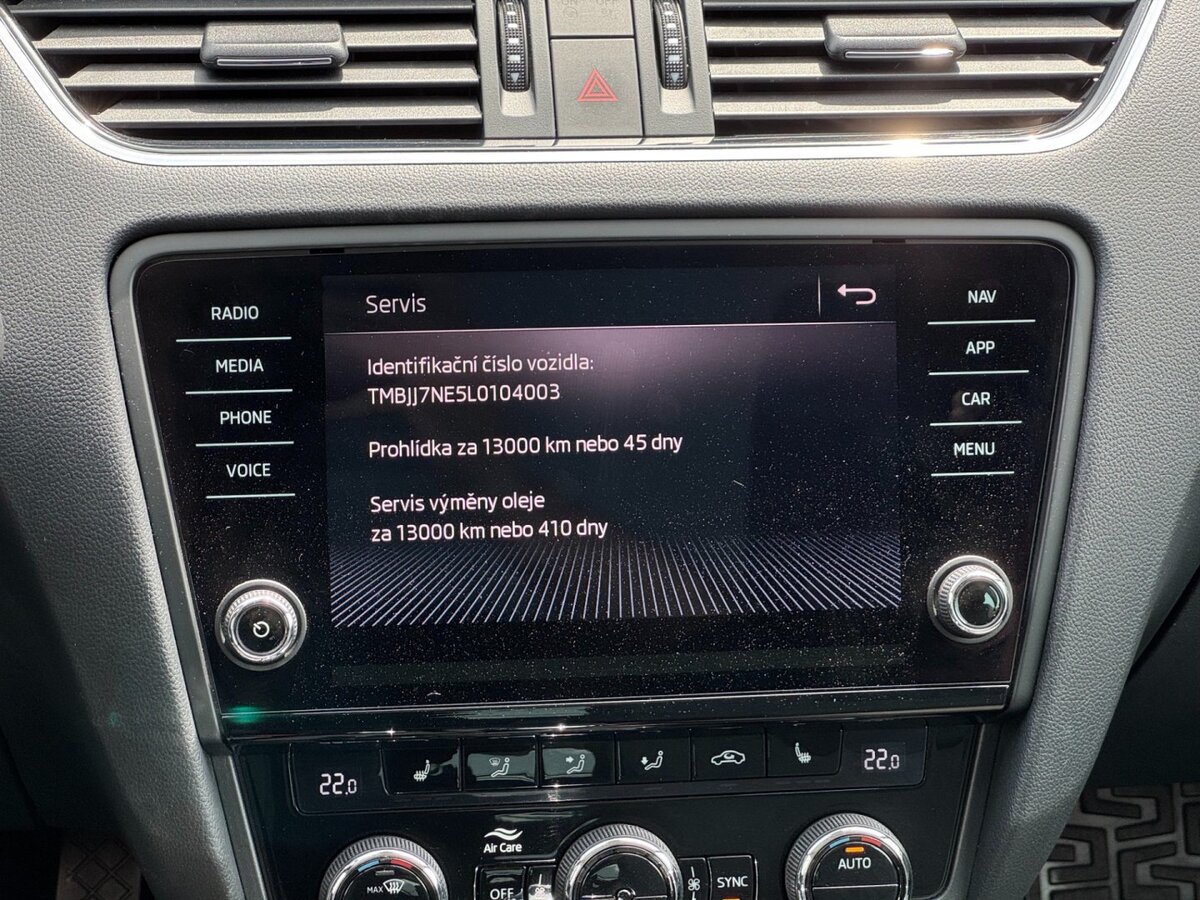 Servis
Identifikační číslo vozidla:
TMBJJ7NE5L0104003
Prohlídka za 13000 km nebo 45 dny
Servis výměny oleje
za 13000 km nebo 410 dny
RADIO
MEDIA
PHONE
VOICE
NAV
APP
CAR
MENU
22.0
22.0
Air Care
MAX
OFF
SYNC
AUTO